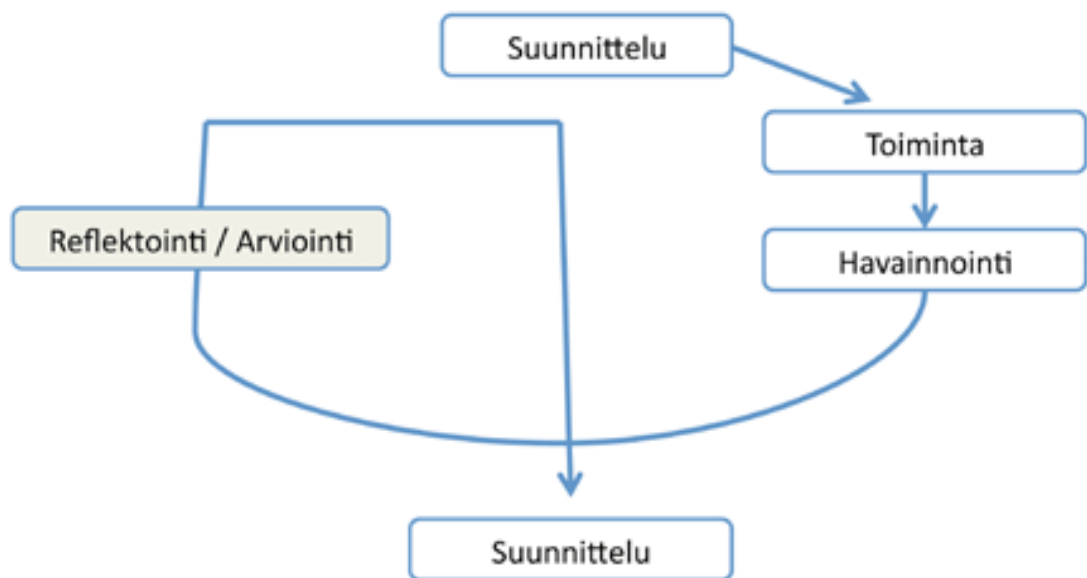 Suunnittelu
Toiminta
Havainnointi
Reflektointi / Arviointi
Suunnittelu